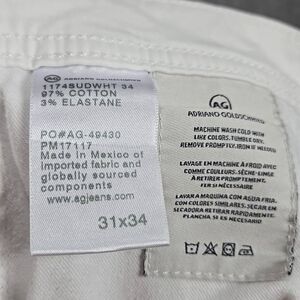 AG ADRIANO GOLDSCHMIED
1174SUDWHT 34
97% COTTON
3% ELASTANE
PO#AG-49430
PM17117
Made in Mexico of
imported fabric and
globally sourced
components
www.agjeans.com
31x34
AG
ADRIANO GOLDSCHMIED
MACHINE WASH COLD WITH
LIKE COLORS. TUMBLE DRY.
REMOVE PROMPTLY. IRON IF NEEDED
LAVAGE EN MACHINE À FROID AVEC
COMME COULEURS. SÈCHE-LINGE
À RETIRER PROMPTEMENT.
FER SI NÉCESSAIRE
LAVAR A MAQUINA CON AGUA FRIA.
CON COLORES SIMILARES. SECAR EN
SECADORA RETIRAR RAPIDAMENTE.
PLANCHA SI ES NECESARIO